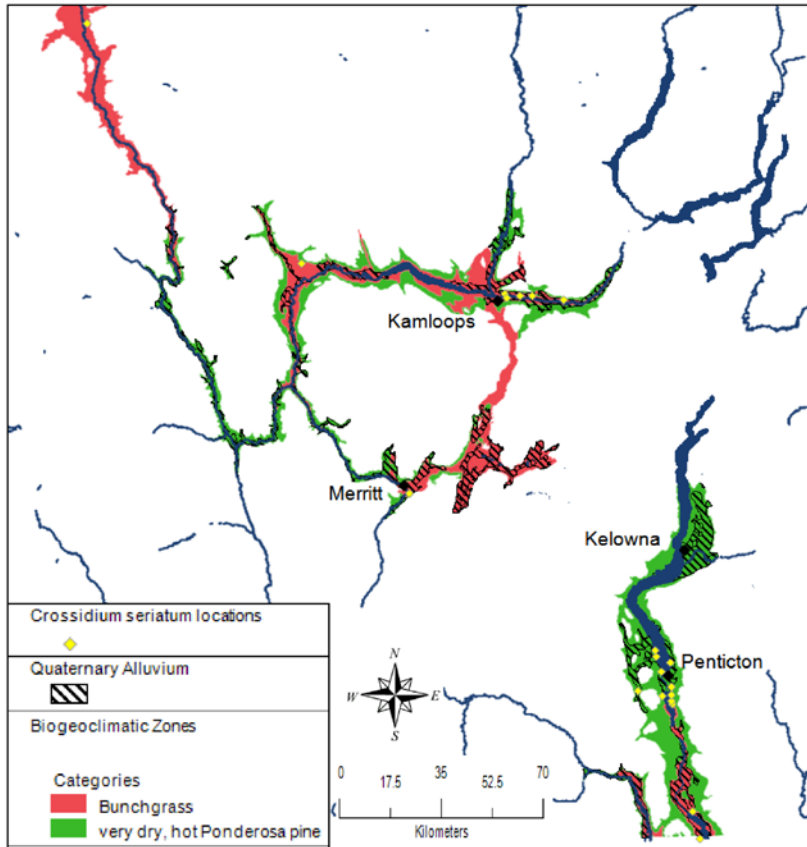 Kamloops
Merritt
Kelowna
Penticton
Crossidium seriatum locations
Quaternary Alluvium
Biogeoclimatic Zones
Categories
Bunchgrass
very dry, hot Ponderosa pine
N
W E
S
0 17.5 35 52.5 70
Kilometers